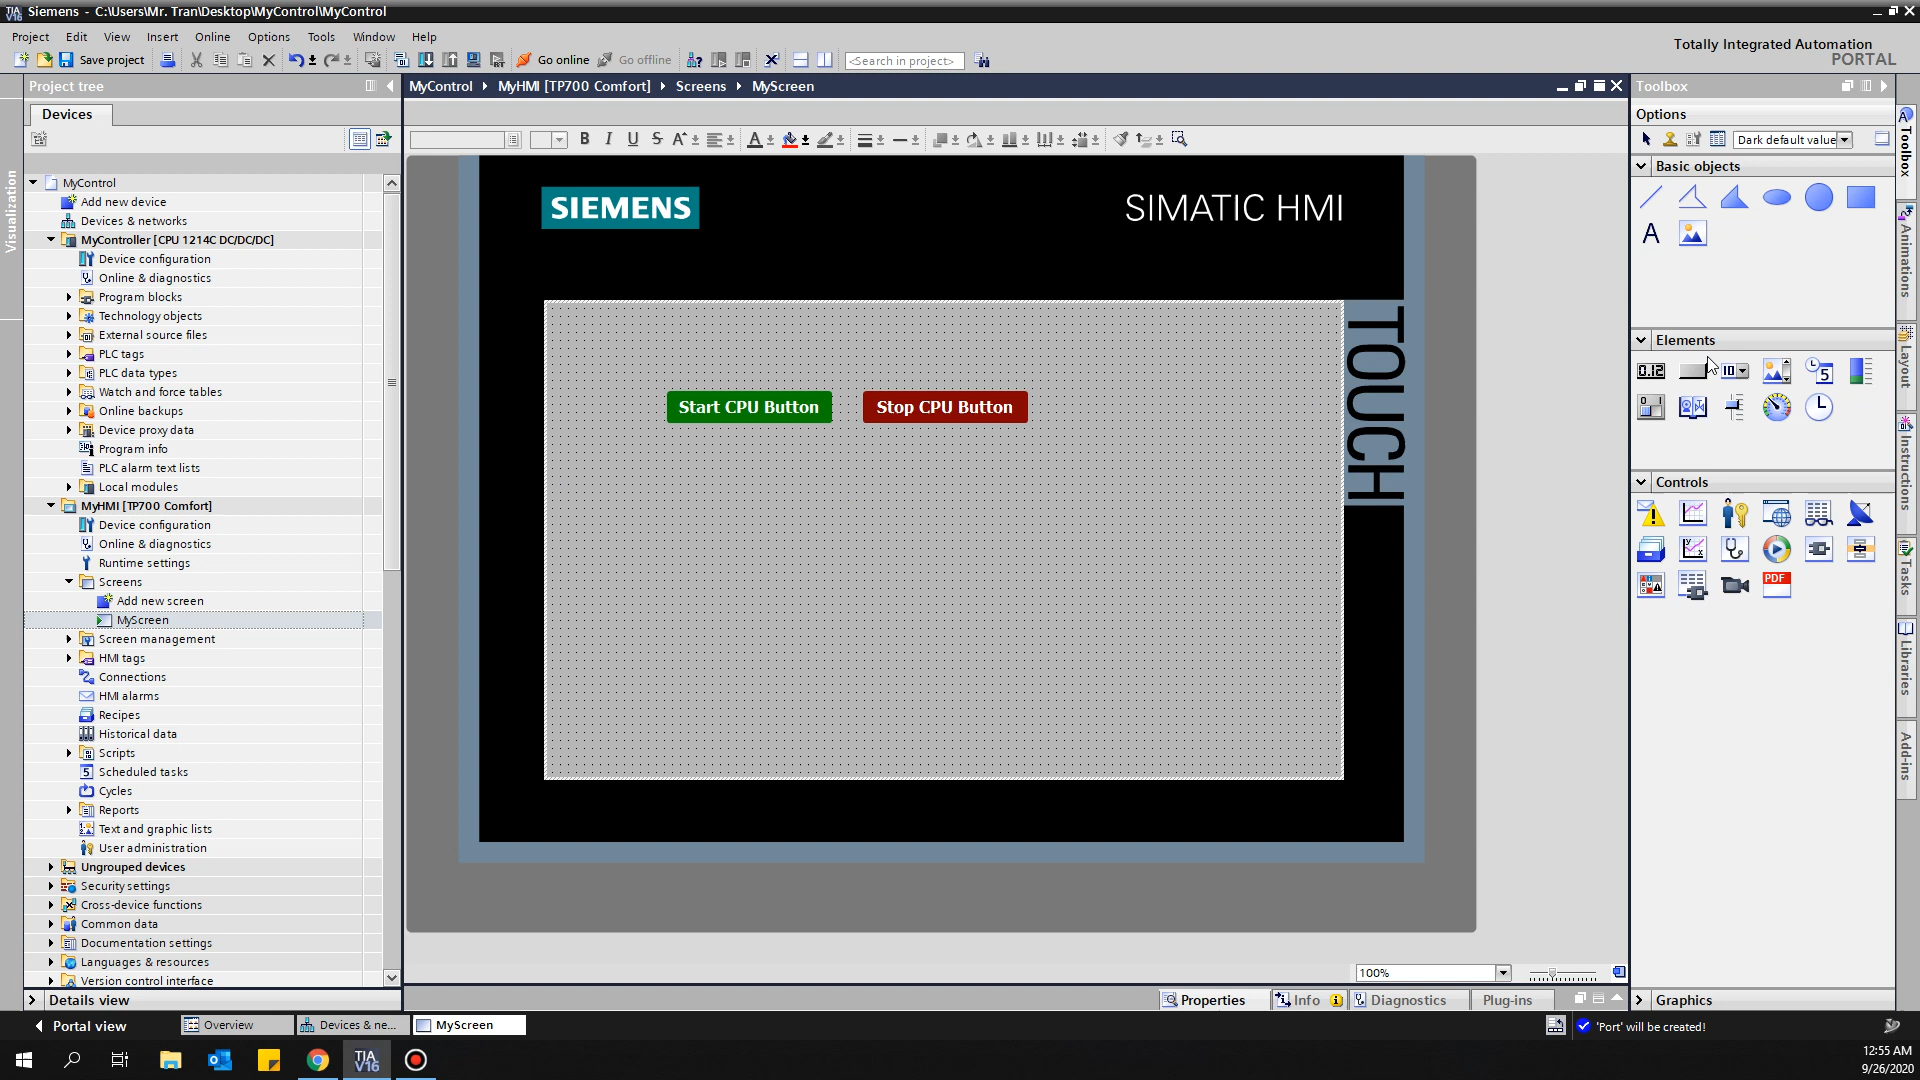 TIA V16 Siemens - C:\Users\Mr. Tran\Desktop\MyControl\MyControl
Project Edit View Insert Online Options Tools Window Help
Totally Integrated Automation
PORTAL
Save project Go online Go offline <Search in project>
Project tree
MyControl MyHMI [TP700 Comfort] Screens MyScreen
Toolbox
Devices
Options
Dark default value
Visualization
MyControl
Add new device
Devices & networks
MyController [CPU 1214C DC/DC/DC]
Device configuration
Online & diagnostics
Program blocks
Technology objects
External source files
PLC tags
PLC data types
Watch and force tables
Online backups
Device proxy data
Program info
PLC alarm text lists
Local modules
MyHMI [TP700 Comfort]
Device configuration
Online & diagnostics
Runtime settings
Screens
Add new screen
MyScreen
Screen management
HMI tags
Connections
HMI alarms
Recipes
Historical data
Scripts
Scheduled tasks
Cycles
Reports
Text and graphic lists
User administration
Ungrouped devices
Security settings
Cross-device functions
Common data
Documentation settings
Languages & resources
Version control interface
Details view
SIEMENS
SIMATIC HMI
TOUCH
Start CPU Button
Stop CPU Button
100%
Properties Info Diagnostics Plug-ins
Basic objects
A
Elements
0.12 10 5
Controls
PDF
Graphics
Toolbox
Animations
Layout
Instructions
Tasks
Libraries
Add-ins
Portal view Overview Devices & ne... MyScreen
'Port' will be created!
TIA V16
12:55 AM
9/26/2020